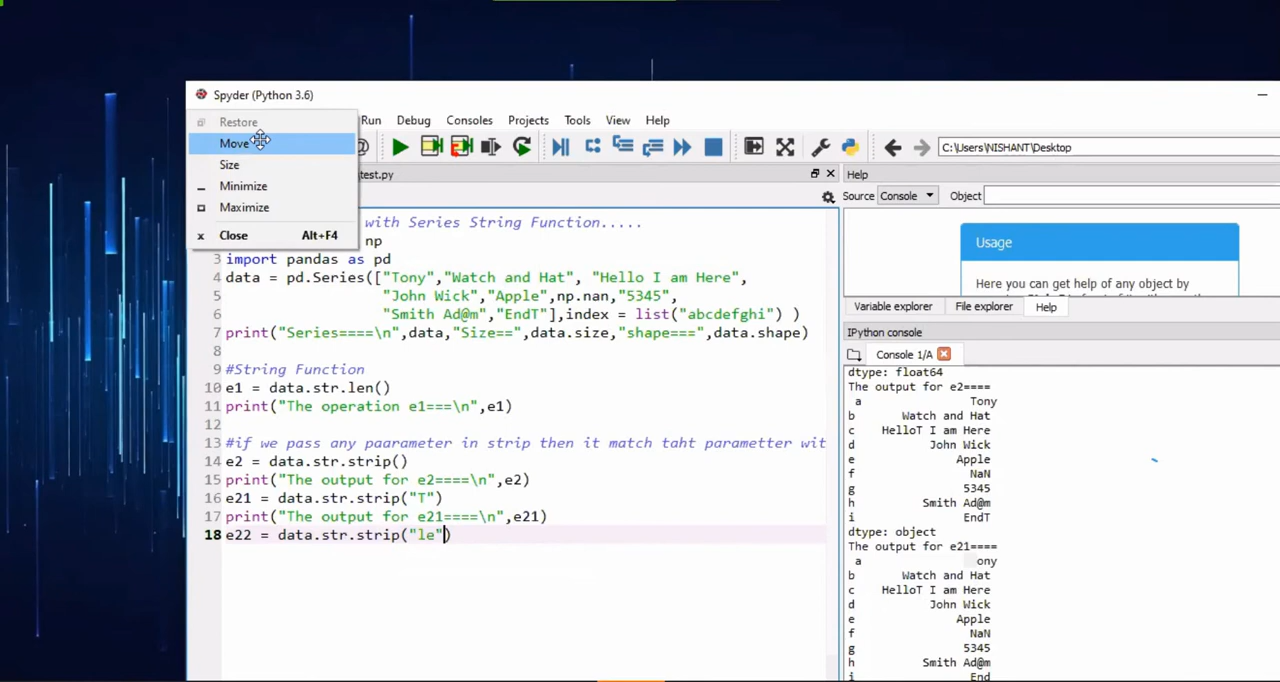 Spyder (Python 3.6)
Restore
Move
Size
Minimize
Maximize
Close Alt+F4
Run Debug Consoles Projects Tools View Help
C:\Users\NISHANT\Desktop
test.py
with Series String Function.....
np
3 import pandas as pd
4 data = pd.Series(["Tony","Watch and Hat", "Hello I am Here",
5 "John Wick","Apple",np.nan,"5345",
6 "Smith Ad@m","EndT"],index = list("abcdefghi") )
7 print("Series====\n",data,"Size==",data.size,"shape===",data.shape)
8
9 #String Function
10 e1 = data.str.len()
11 print("The operation e1===\n",e1)
12
13 #if we pass any paarameter in strip then it match taht parametter wit
14 e2 = data.str.strip()
15 print("The output for e2====\n",e2)
16 e21 = data.str.strip("T")
17 print("The output for e21====\n",e21)
18 e22 = data.str.strip("le")
Help
Source Console Object
Usage
Here you can get help of any object by
Variable explorer File explorer Help
IPython console
Console 1/A
dtype: float64
The output for e2====
a Tony
b Watch and Hat
c HelloT I am Here
d John Wick
e Apple
f NaN
g 5345
h Smith Ad@m
i EndT
dtype: object
The output for e21====
a ony
b Watch and Hat
c HelloT I am Here
d John Wick
e Apple
f NaN
g 5345
h Smith Ad@m
i End